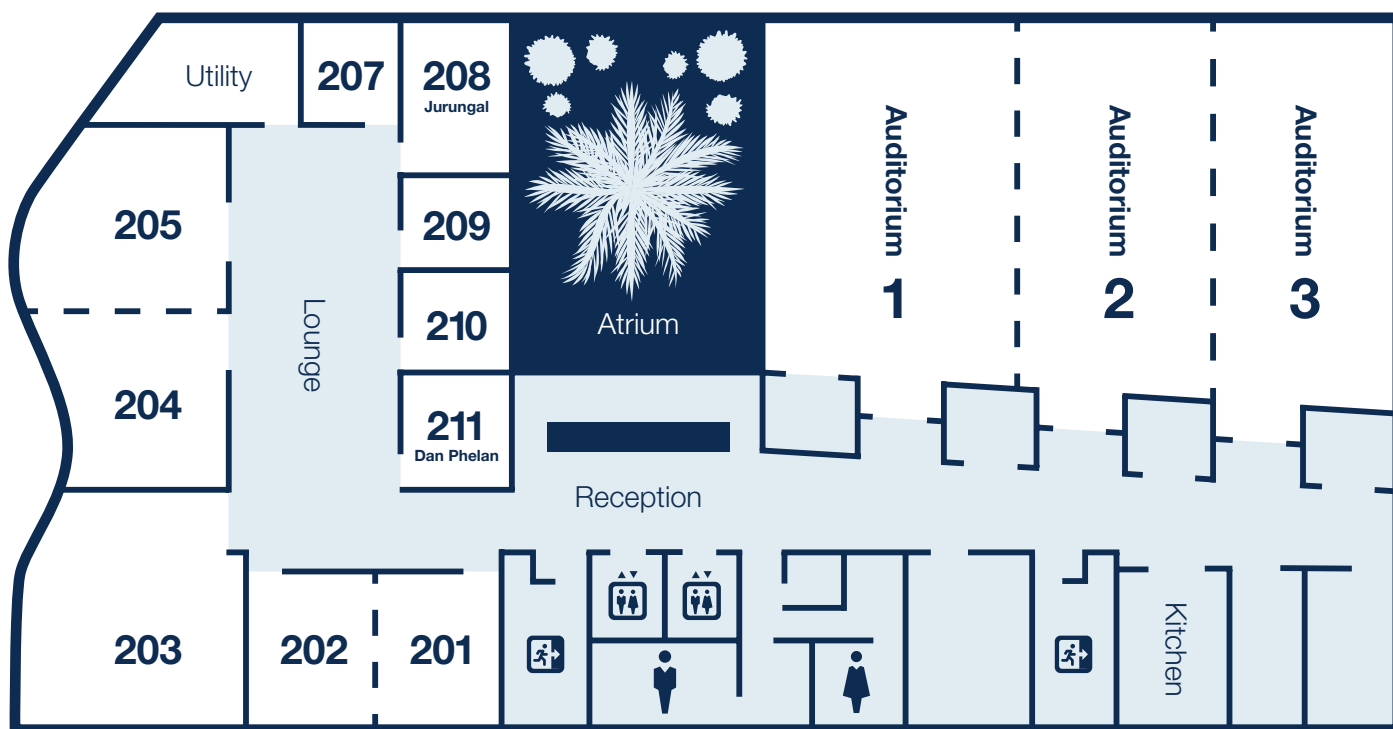 Utility
207
208
Jurungal
205
209
Lounge
210
204
211
Dan Phelan
Atrium
Auditorium 1
Auditorium 2
Auditorium 3
Reception
203
202
201
Kitchen